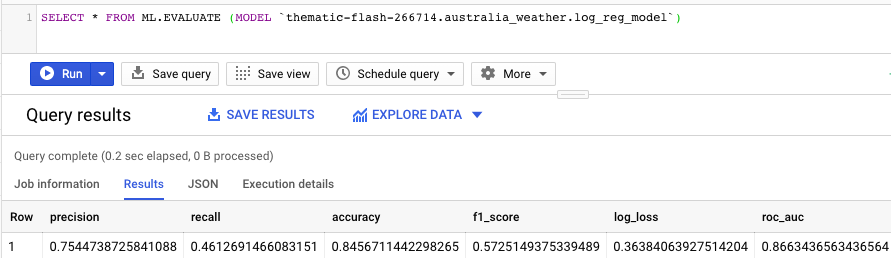 1 SELECT * FROM ML.EVALUATE (MODEL `thematic-flash-266714.australia_weather.log_reg_model`)
Run Save query Save view Schedule query More
Query results SAVE RESULTS EXPLORE DATA
Query complete (0.2 sec elapsed, 0 B processed)
Job information Results JSON Execution details
Row precision recall accuracy f1_score log_loss roc_auc
1 0.7544738725841088 0.4612691466083151 0.8456711442298265 0.5725149375339489 0.36384063927514204 0.8663436563436564